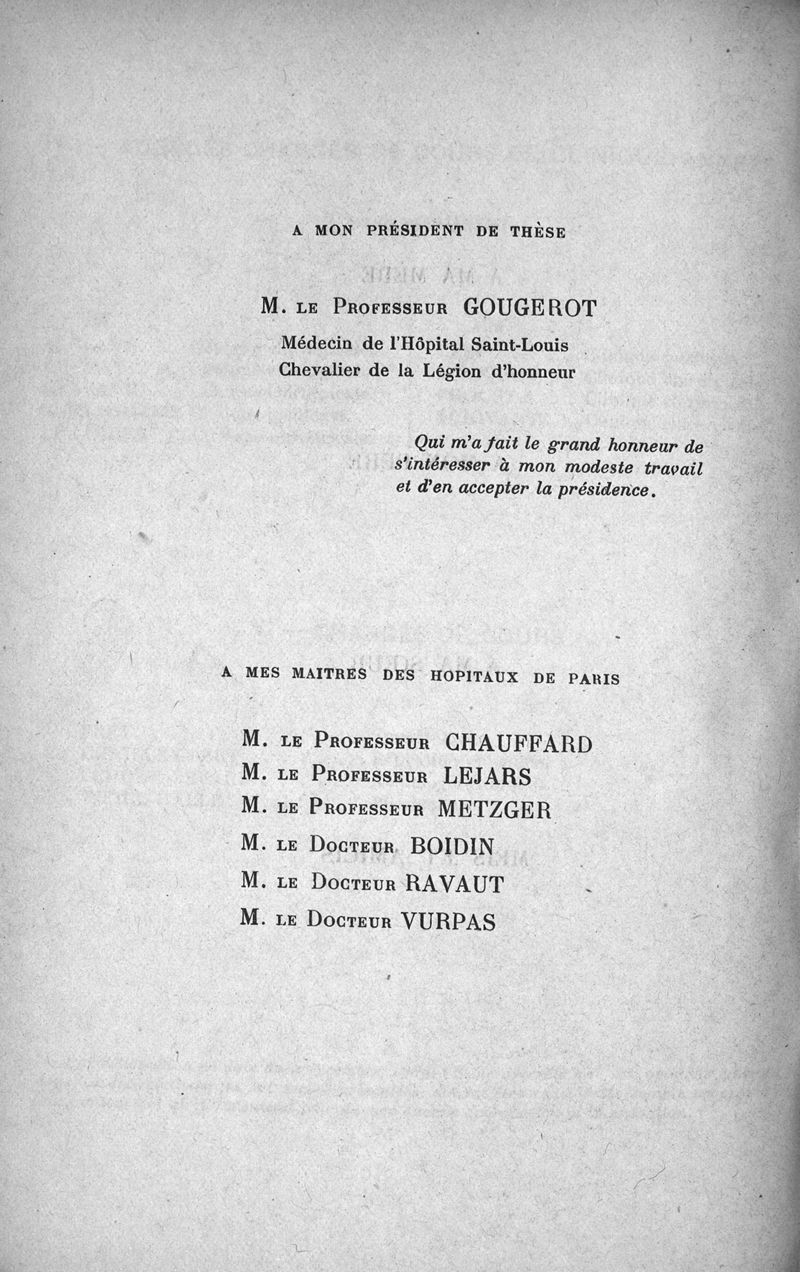 A MON PRÉSIDENT DE THÈSE
M. LE PROFESSEUR GOUGEROT
Médecin de l'Hôpital Saint-Louis
Chevalier de la Légion d'honneur
Qui m'a fait le grand honneur de
s'intéresser à mon modeste travail
et d'en accepter la présidence.
A MES MAITRES DES HOPITAUX DE PARIS
M. LE PROFESSEUR CHAUFFARD
M. LE PROFESSEUR LEJARS
M. LE PROFESSEUR METZGER
M. LE DOCTEUR BOIDIN
M. LE DOCTEUR RAVAUT
M. LE DOCTEUR VURPAS